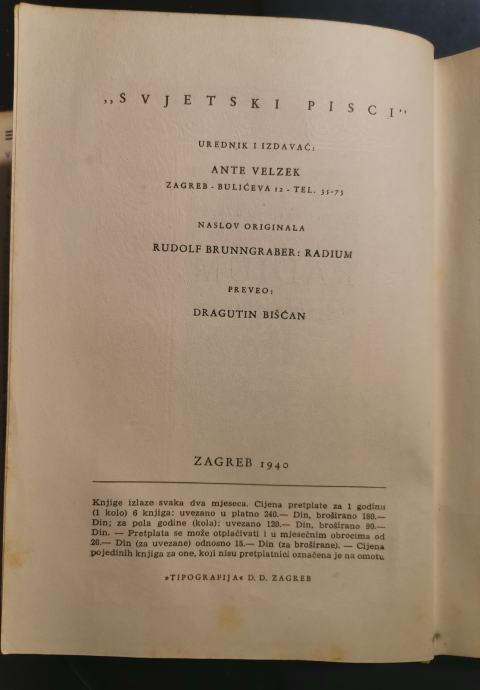 „SVJETSKI PISCI”
UREDNIK I IZDAVAČ:
ANTE VELZEK
ZAGREB - BULIĆEVA 12 - TEL. 35-73
NASLOV ORIGINALA
RUDOLF BRUNNGRABER: RADIUM
PREVEO:
DRAGUTIN BIŠĆAN
ZAGREB 1940
Knjige izlaze svaka dva mjeseca. Cijena pretplate za 1 godinu
(1 kolo) 6 knjiga: uvezano u platno 240.— Din, broširano 180.—
Din; za pola godine (kola): uvezano 120.— Din, broširano 90.—
Din. — Pretplata se može otplaćivati i u mjesečnim obrocima od
20.— Din (za uvezane) odnosno 15.— Din (za broširane). — Cijena
pojedinih knjiga za one, koji nisu pretplatnici označena je na omotu.
»TIPOGRAFIJA« D. D. ZAGREB